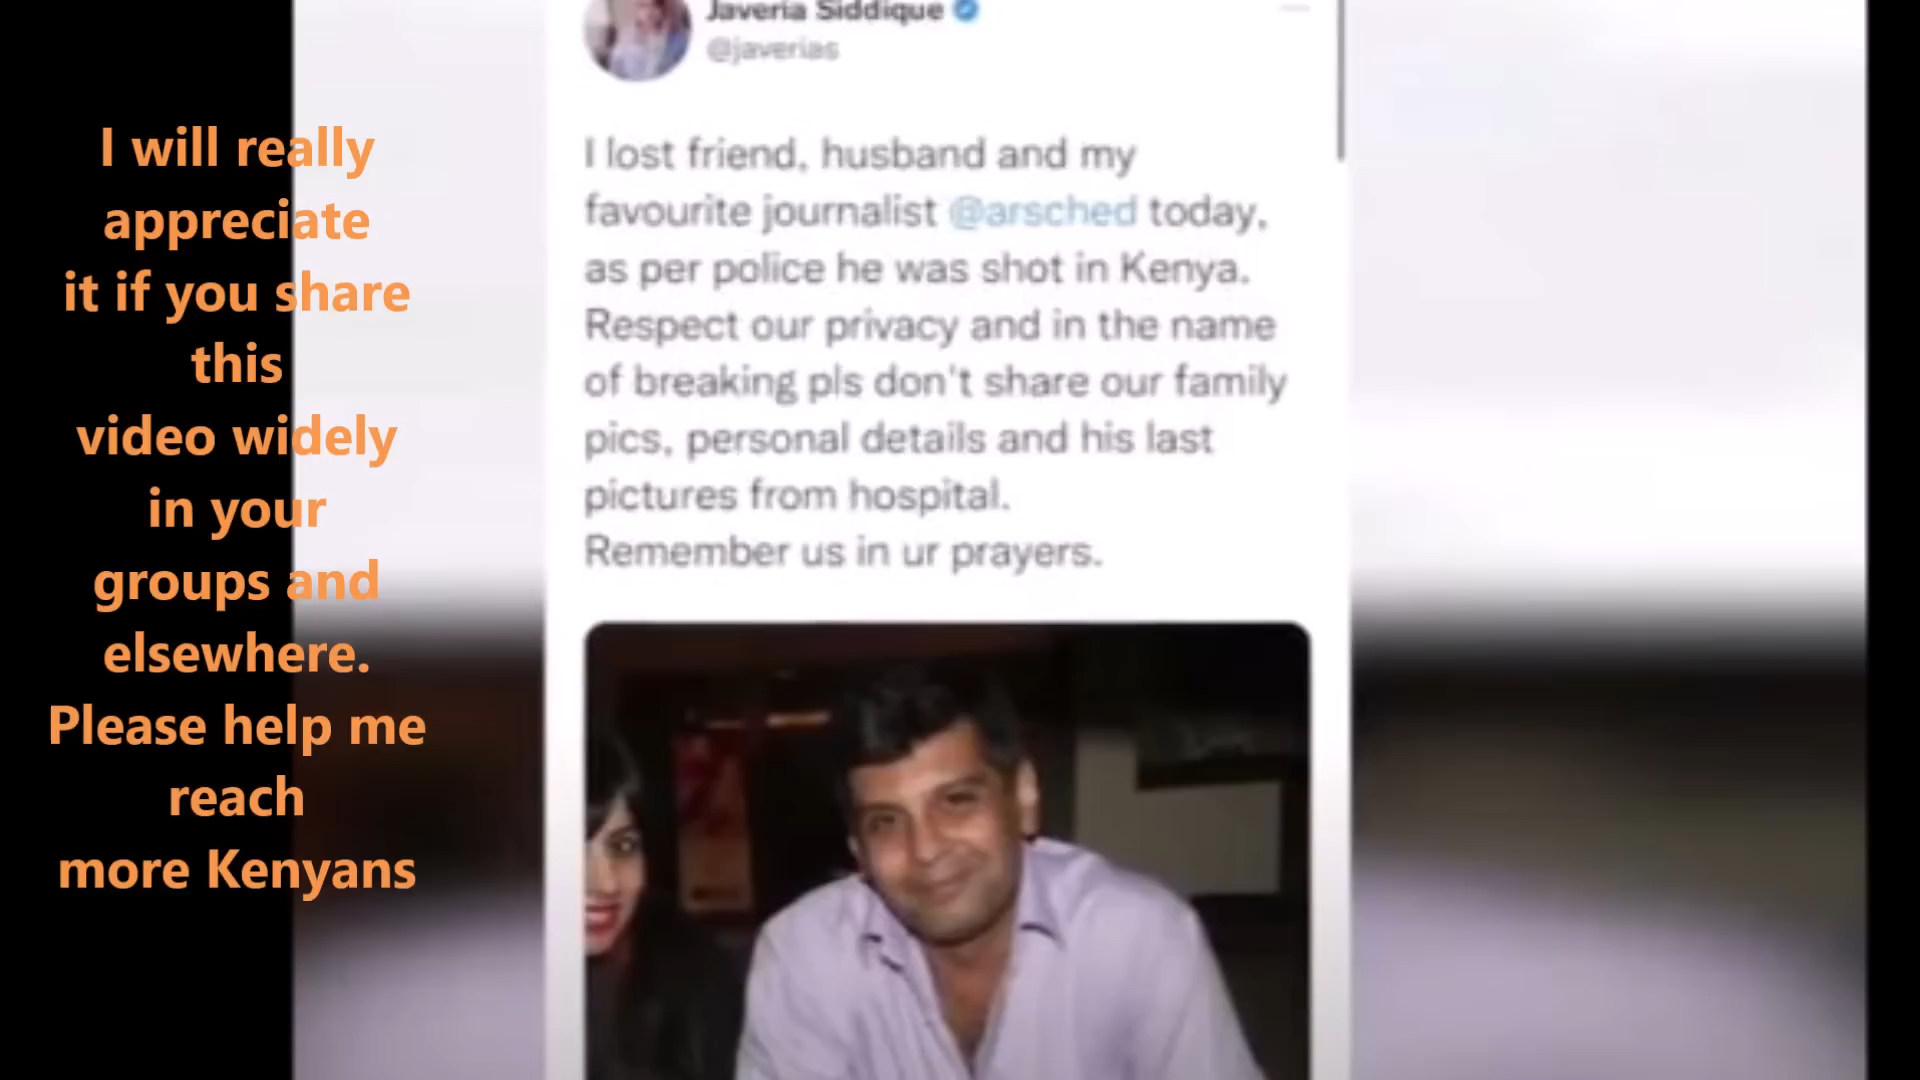 I will really
appreciate
it if you share
this
video widely
in your
groups and
elsewhere.
Please help me
reach
more Kenyans
Javeria Siddique
@javerias
I lost friend, husband and my
favourite journalist @arsched today,
as per police he was shot in Kenya.
Respect our privacy and in the name
of breaking pls don't share our family
pics, personal details and his last
pictures from hospital.
Remember us in ur prayers.